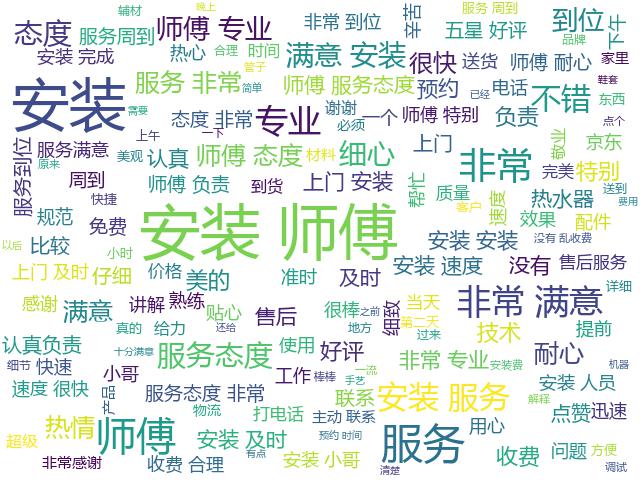 辅材
晚上
服务 周到
师傅 专业
非常 到位
辛苦
到位
下午
态度
服务周到
热心
合理
时间
五星 好评
品牌
安装 完成
管子
满意 安装
很快
送货
师傅 耐心
家里
安装
服务 非常
简单
师傅 服务态度
预约
电话
已经
不错
鞋套
东西
需要
态度 非常
专业
谢谢
一个
师傅 特别
负责
点个
上午
一下
必须
服务到位
服务满意
美观
认真
师傅 态度
材料
细心
上门
非常
敬业
京东
原来
周到
师傅 负责
到货
上门 安装
帮忙
质量
速度
完美
特别
送到
快捷
热水器
费用
规范
免费
安装 师傅
客户
效果
配件
以后
比较
小时
安装 安装
没有 乱收费
上门 及时
仔细
价格
美的
准时
及时
安装 速度
没有
售后服务
感谢
满意
讲解
熟练
贴心
售后
很棒
之前
细致
当天
非常 满意
详细
真的
给力
还给
地方
第二天
过来
技术
提前
认真负责
十分满意
服务态度
使用
好评
非常 专业
安装费
耐心
细节
快速
小哥
工作
棒棒
一流
手艺
机器
速度 很快
产品
服务态度 非常
联系
安装 服务
解释
安装 人员
热情
物流
打电话
主动 联系
点赞
迅速
超级
师傅
安装 及时
预约 时间
服务
用心
非常感谢
收费 合理
有点
安装 小哥
清楚
收费
问题
方便
调试